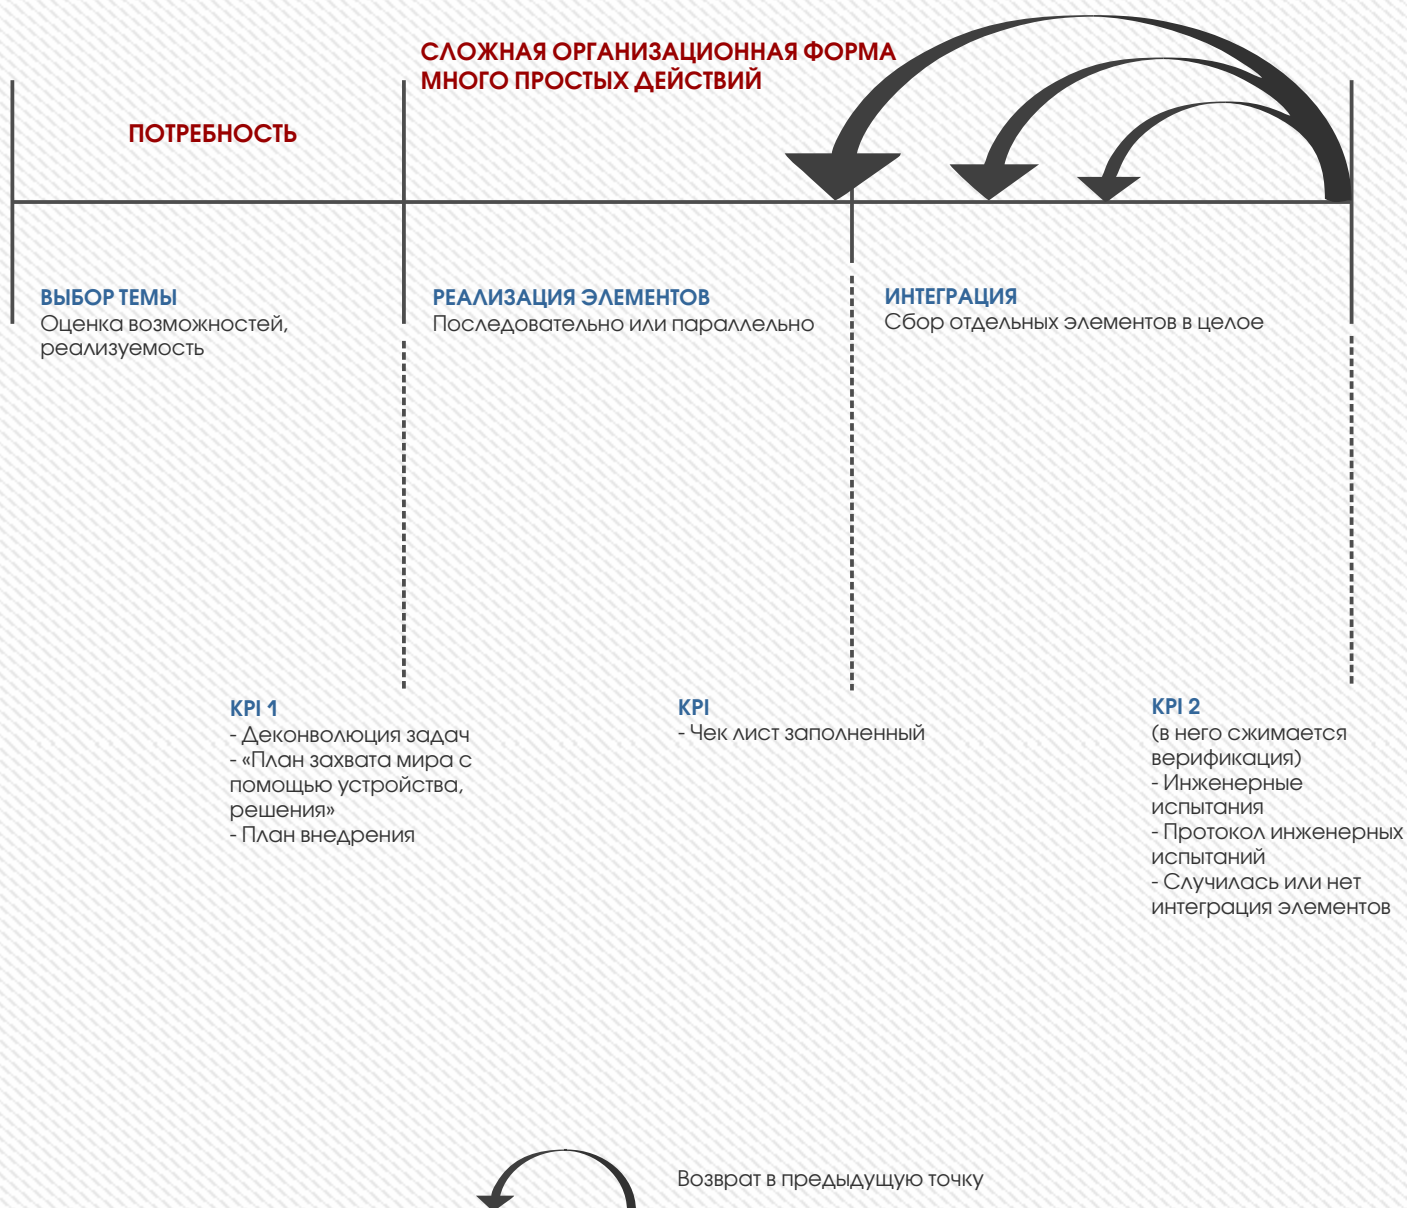 СЛОЖНАЯ ОРГАНИЗАЦИОННАЯ ФОРМА
МНОГО ПРОСТЫХ ДЕЙСТВИЙ
ПОТРЕБНОСТЬ
ВЫБОР ТЕМЫ
Оценка возможностей,
реализуемость
РЕАЛИЗАЦИЯ ЭЛЕМЕНТОВ
Последовательно или параллельно
ИНТЕГРАЦИЯ
Сбор отдельных элементов в целое
KPI 1
- Деконволюция задач
- «План захвата мира с
помощью устройства,
решения»
- План внедрения
KPI
- Чек лист заполненный
KPI 2
(в него сжимается
верификация)
- Инженерные
испытания
- Протокол инженерных
испытаний
- Случилась или нет
интеграция элементов
Возврат в предыдущую точку